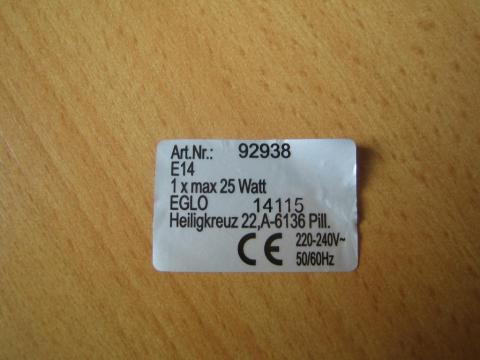 Art.Nr.: 92938
E14
1 x max 25 Watt
EGLO 14115
Heiligkreuz 22,A-6136 Pill.
CE 220-240V~
50/60Hz